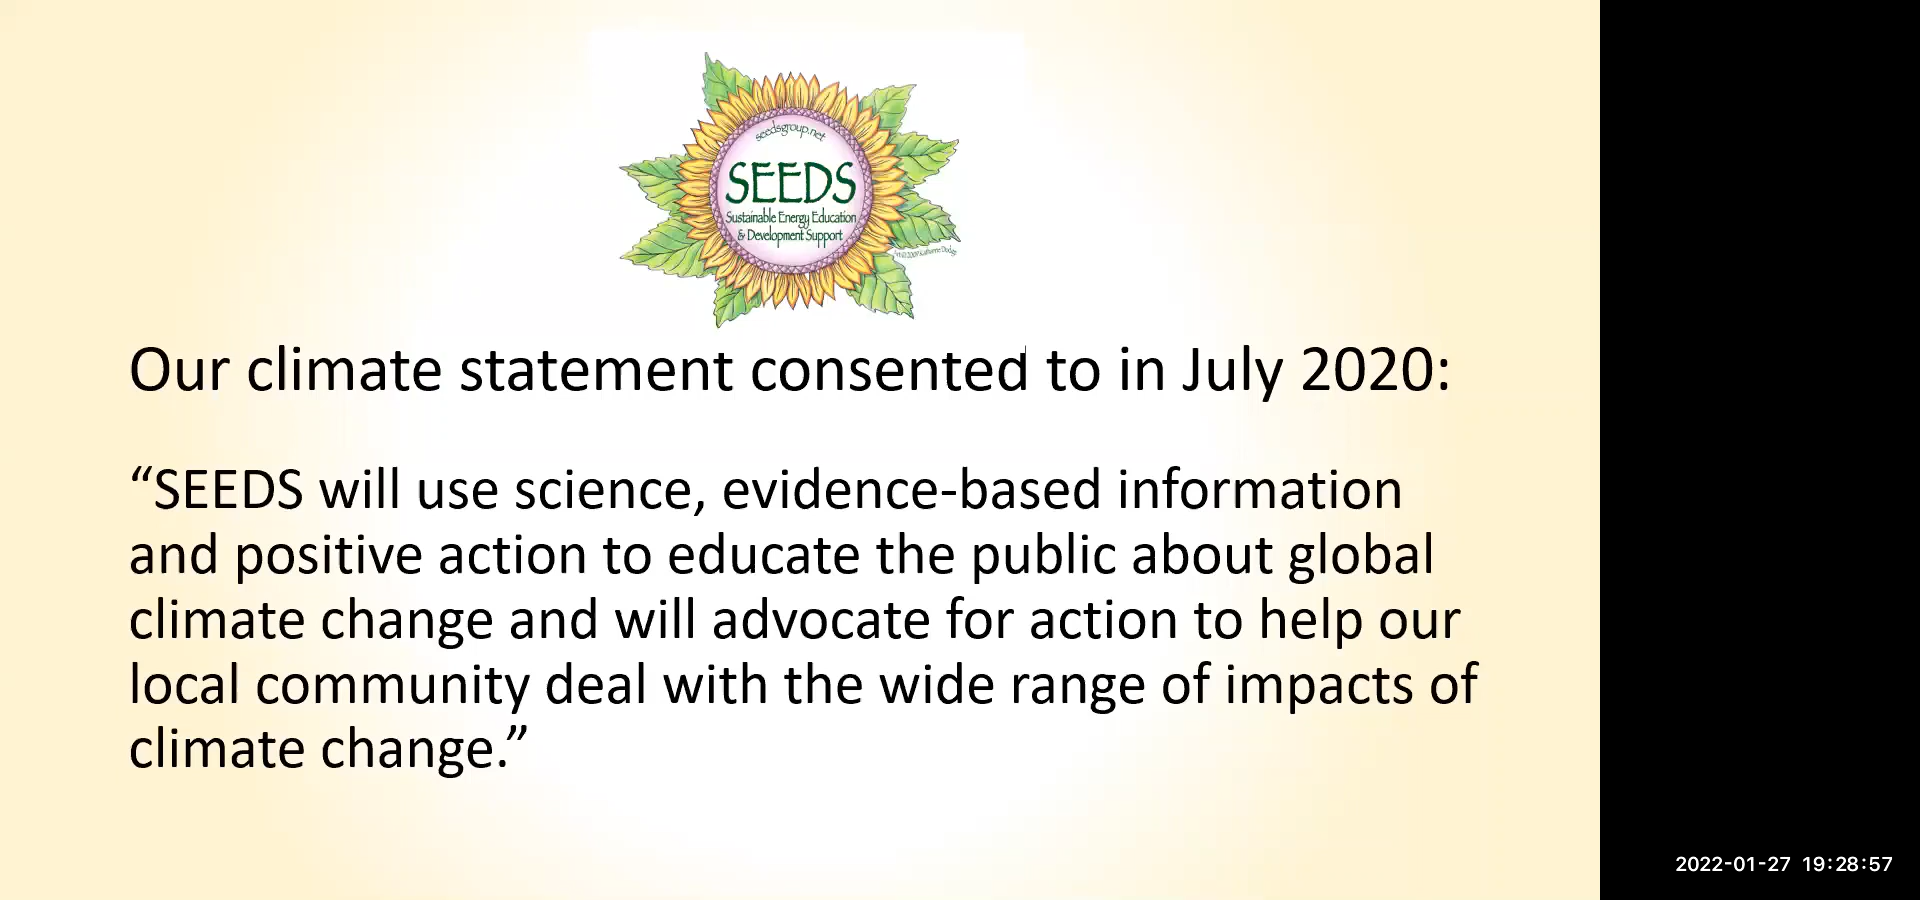 seedsgroup.net
SEEDS
Sustainable Energy Education
& Development Support
Our climate statement consented to in July 2020:
“SEEDS will use science, evidence-based information
and positive action to educate the public about global
climate change and will advocate for action to help our
local community deal with the wide range of impacts of
climate change.”
2022-01-27 19:28:57